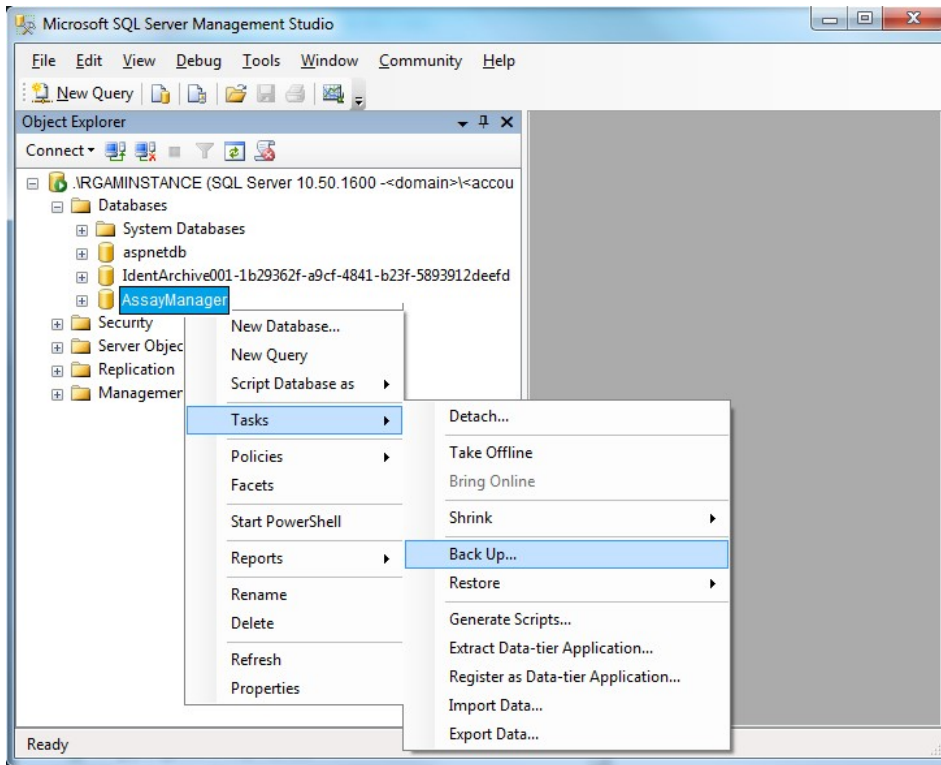 Microsoft SQL Server Management Studio
File Edit View Debug Tools Window Community Help
New Query
Object Explorer
Connect
.\RGAMINSTANCE (SQL Server 10.50.1600 -<domain>\<accou
Databases
System Databases
aspnetdb
IdentArchive001-1b29362f-a9cf-4841-b23f-5893912deefd
AssayManager
Security
Server Objec
Replication
Managemer
New Database...
New Query
Script Database as
Tasks
Policies
Facets
Start PowerShell
Reports
Rename
Delete
Refresh
Properties
Detach...
Take Offline
Bring Online
Shrink
Back Up...
Restore
Generate Scripts...
Extract Data-tier Application...
Register as Data-tier Application...
Import Data...
Export Data...
Ready